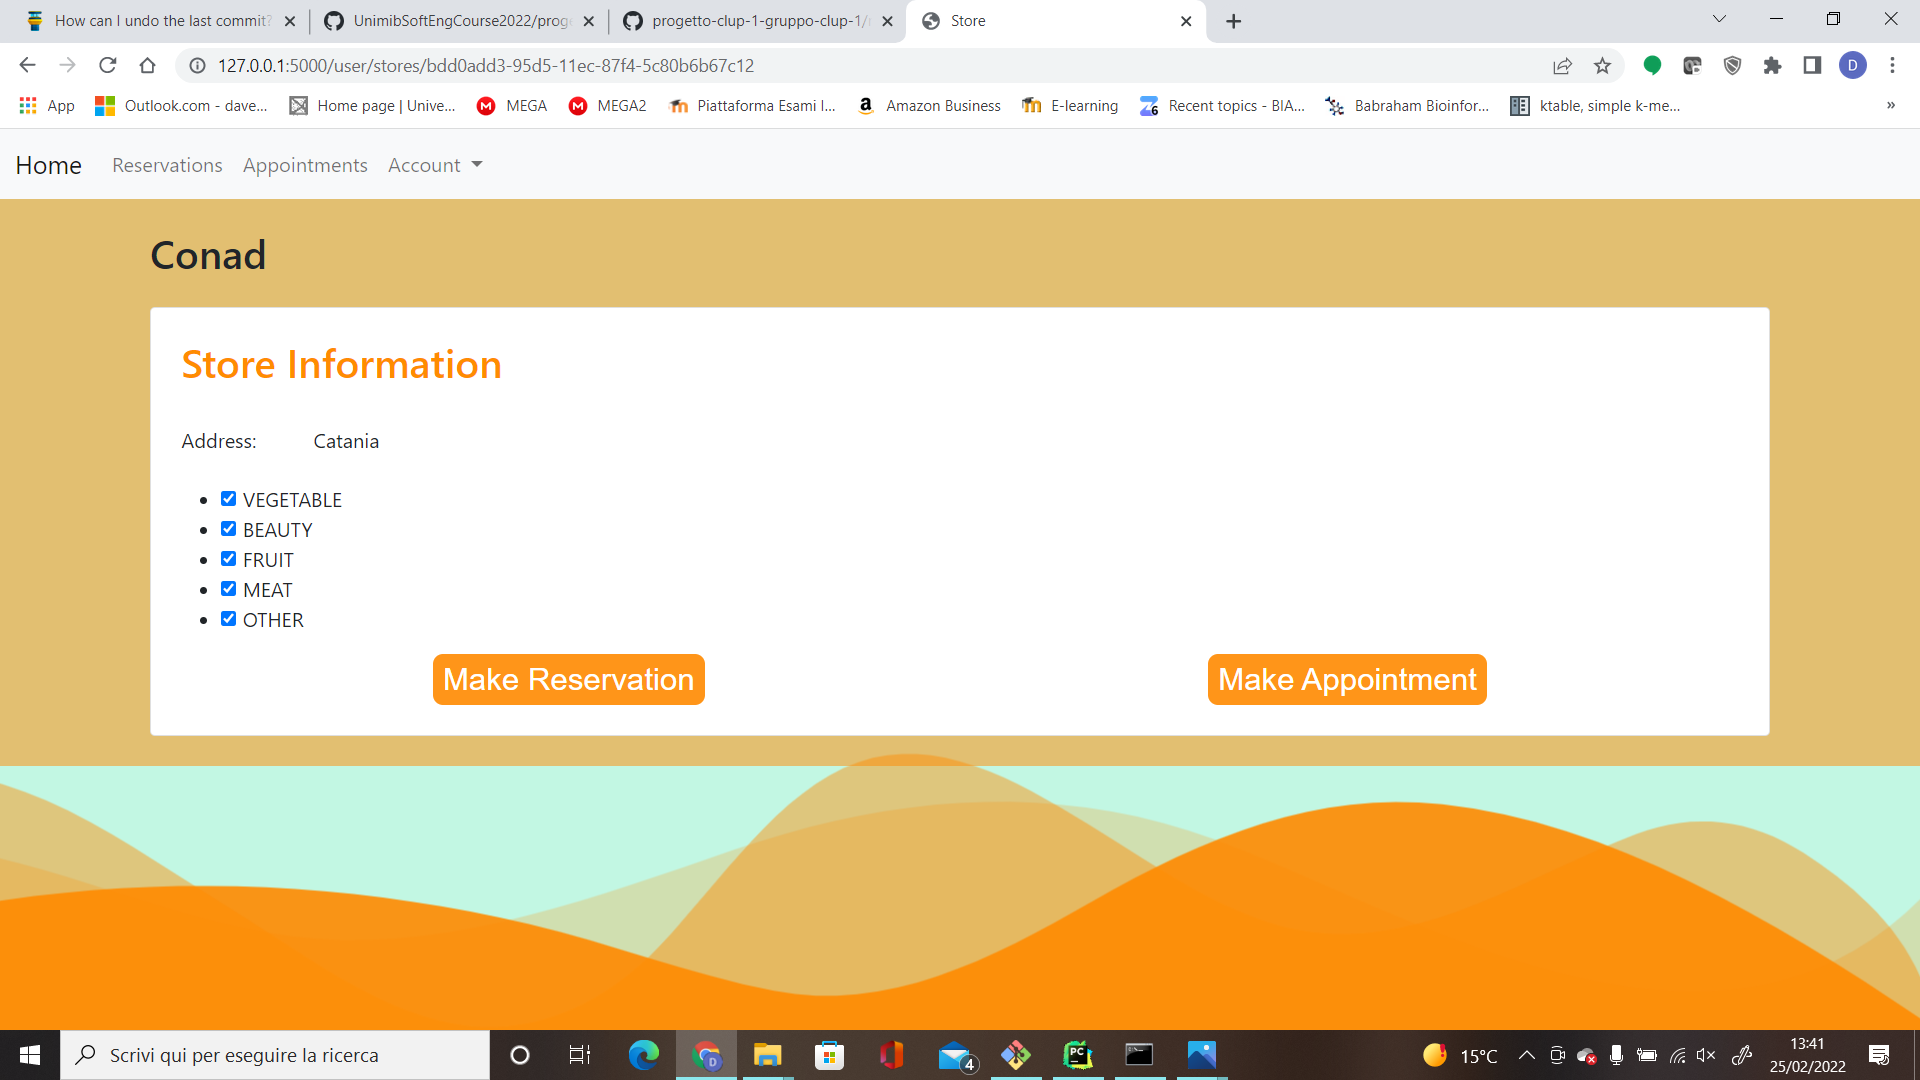 How can I undo the last commit?
UnimibSoftEngCourse2022/proge
progetto-clup-1-gruppo-clup-1/
Store
127.0.0.1:5000/user/stores/bdd0add3-95d5-11ec-87f4-5c80b6b67c12
D
App
Outlook.com - dave...
Home page | Unive...
MEGA
MEGA2
Piattaforma Esami I...
Amazon Business
E-learning
Recent topics - BIA...
Babraham Bioinfor...
ktable, simple k-me...
»
Home
Reservations
Appointments
Account
Conad
Store Information
Address: Catania
VEGETABLE
BEAUTY
FRUIT
MEAT
OTHER
Make Reservation
Make Appointment
Scrivi qui per eseguire la ricerca
4
15°C
13:41
25/02/2022